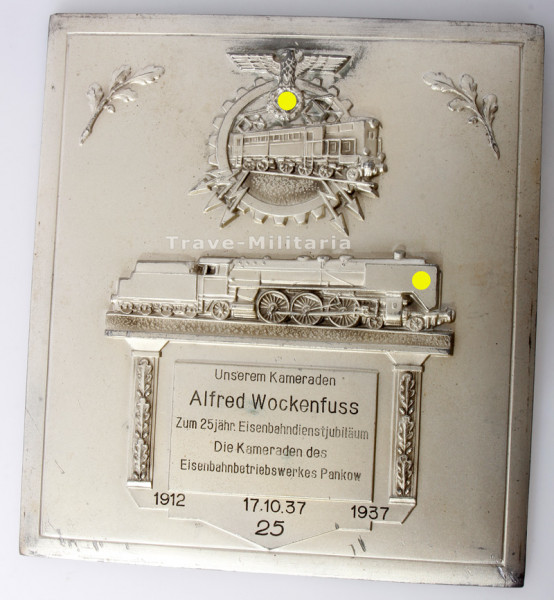 Trave-Militaria
Unserem Kameraden
Alfred Wockenfuss
Zum 25jähr. Eisenbahndienstjubiläum
Die Kameraden des
Eisenbahnbetriebswerkes Pankow
1912 17.10.37 1937
25